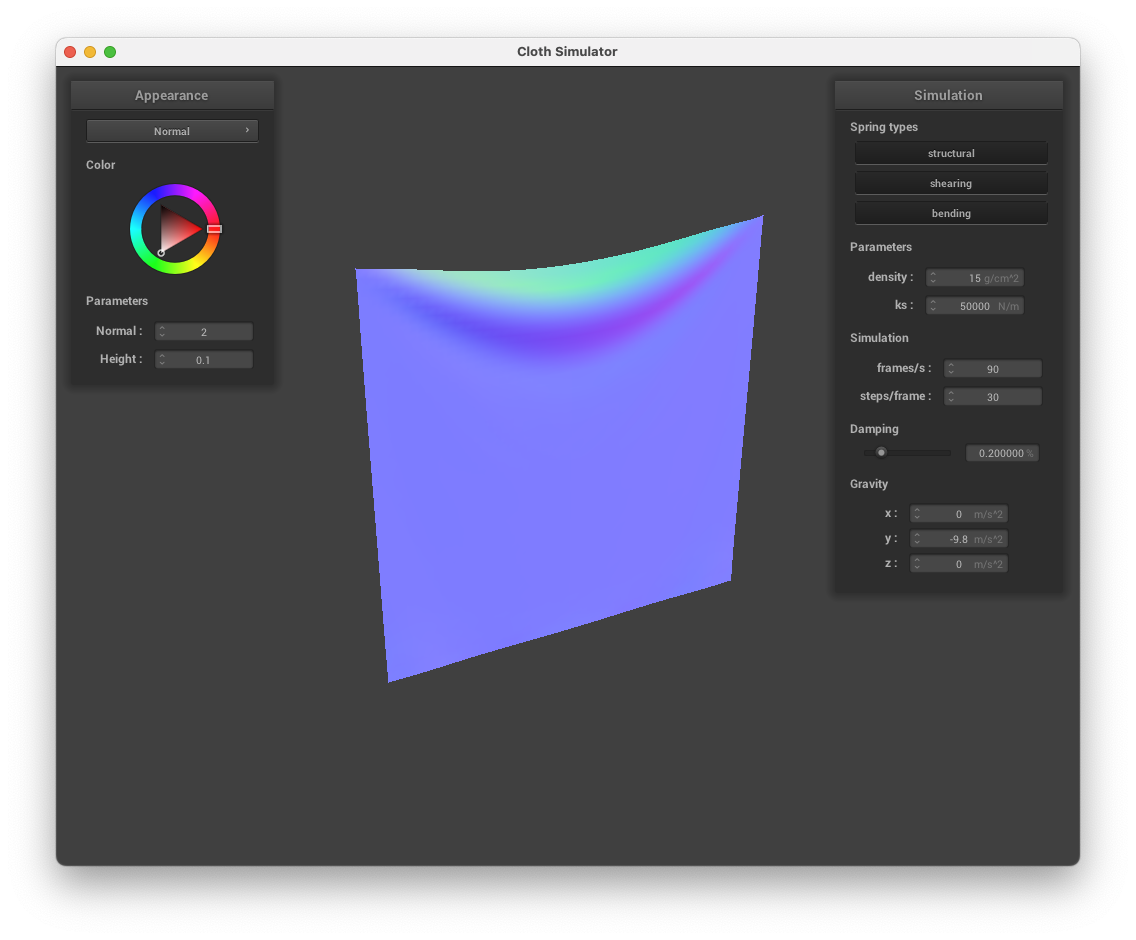 Cloth Simulator
Appearance
Normal
Color
Parameters
Normal : 2
Height : 0.1
Simulation
Spring types
structural
shearing
bending
Parameters
density : 15 g/cm^2
ks : 50000 N/m
Simulation
frames/s : 90
steps/frame : 30
Damping
0.200000 %
Gravity
x : 0 m/s^2
y : -9.8 m/s^2
z : 0 m/s^2